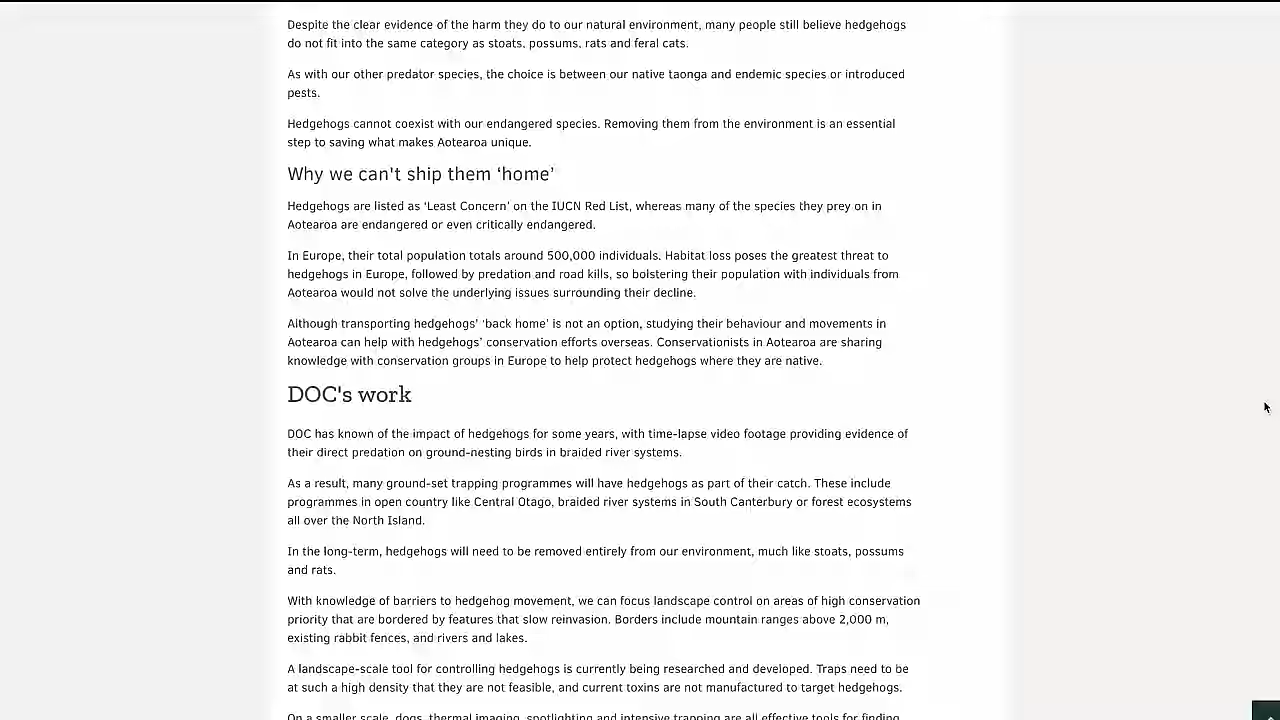 Despite the clear evidence of the harm they do to our natural environment, many people still believe hedgehogs
do not fit into the same category as stoats, possums, rats and feral cats.
As with our other predator species, the choice is between our native taonga and endemic species or introduced
pests.
Hedgehogs cannot coexist with our endangered species. Removing them from the environment is an essential
step to saving what makes Aotearoa unique.
Why we can't ship them ‘home’
Hedgehogs are listed as ‘Least Concern’ on the IUCN Red List, whereas many of the species they prey on in
Aotearoa are endangered or even critically endangered.
In Europe, their total population totals around 500,000 individuals. Habitat loss poses the greatest threat to
hedgehogs in Europe, followed by predation and road kills, so bolstering their population with individuals from
Aotearoa would not solve the underlying issues surrounding their decline.
Although transporting hedgehogs’ ‘back home’ is not an option, studying their behaviour and movements in
Aotearoa can help with hedgehogs’ conservation efforts overseas. Conservationists in Aotearoa are sharing
knowledge with conservation groups in Europe to help protect hedgehogs where they are native.
DOC's work
DOC has known of the impact of hedgehogs for some years, with time-lapse video footage providing evidence of
their direct predation on ground-nesting birds in braided river systems.
As a result, many ground-set trapping programmes will have hedgehogs as part of their catch. These include
programmes in open country like Central Otago, braided river systems in South Canterbury or forest ecosystems
all over the North Island.
In the long-term, hedgehogs will need to be removed entirely from our environment, much like stoats, possums
and rats.
With knowledge of barriers to hedgehog movement, we can focus landscape control on areas of high conservation
priority that are bordered by features that slow reinvasion. Borders include mountain ranges above 2,000 m,
existing rabbit fences, and rivers and lakes.
A landscape-scale tool for controlling hedgehogs is currently being researched and developed. Traps need to be
at such a high density that they are not feasible, and current toxins are not manufactured to target hedgehogs.
On a smaller scale, dogs, thermal imaging, spotlighting and intensive trapping are all effective tools for finding